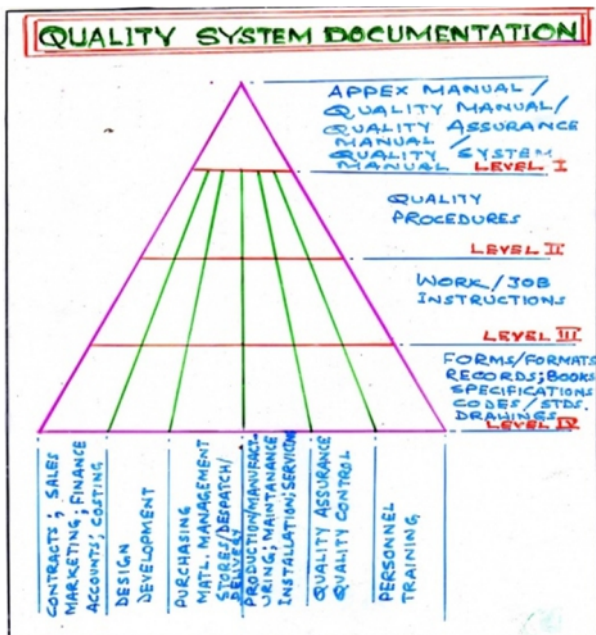 QUALITY SYSTEM DOCUMENTATION
APPEX MANUAL /
QUALITY MANUAL/
QUALITY ASSURANCE
MANUAL /
QUALITY SYSTEM
MANUAL LEVEL I
QUALITY
PROCEDURES
LEVEL II
WORK / JOB
INSTRUCTIONS
LEVEL III
FORMS/FORMATS
RECORDS; BOOKS
SPECIFICATIONS
CODES / STDS.
DRAWINGS
LEVEL IV
CONTRACTS; SALES
MARKETING; FINANCE
ACCOUNTS; COSTING
DESIGN
DEVELOPMENT
PURCHASING
MATL. MANAGEMENT
STORES/DESPATCH/
DELIVERY
PRODUCTION/MANUFACT-
URING; MAINTANANCE
INSTALLATION; SERVICING
QUALITY ASSURANCE
QUALITY CONTROL
PERSONNEL
TRAINING